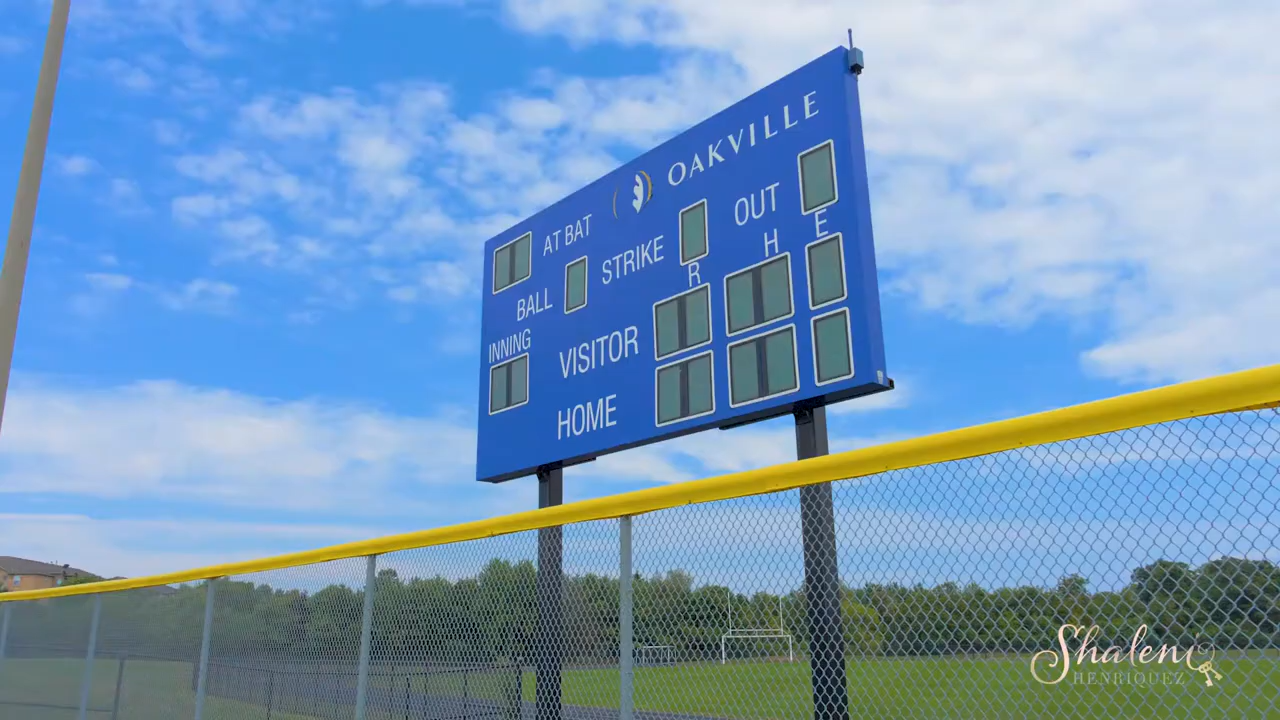 OAKVILLE
AT BAT
BALL
STRIKE
OUT
INNING
R H E
VISITOR
HOME
Shaleni
HENRIQUEZ